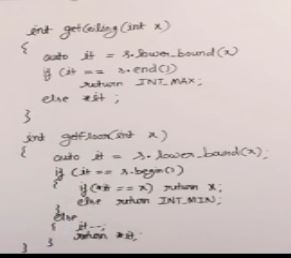 int getCeiling (int x)
{
auto it = s.lower_bound(x)
if (it == s.end())
return INT_MAX;
else *it ;
}
int getfloor(int x)
{
auto it = s.lower_bound(x);
if (it == s.begin())
{
if(*it == x) return x;
else return INT_MIN;
}
else
{ it--;
return *it;
}
}